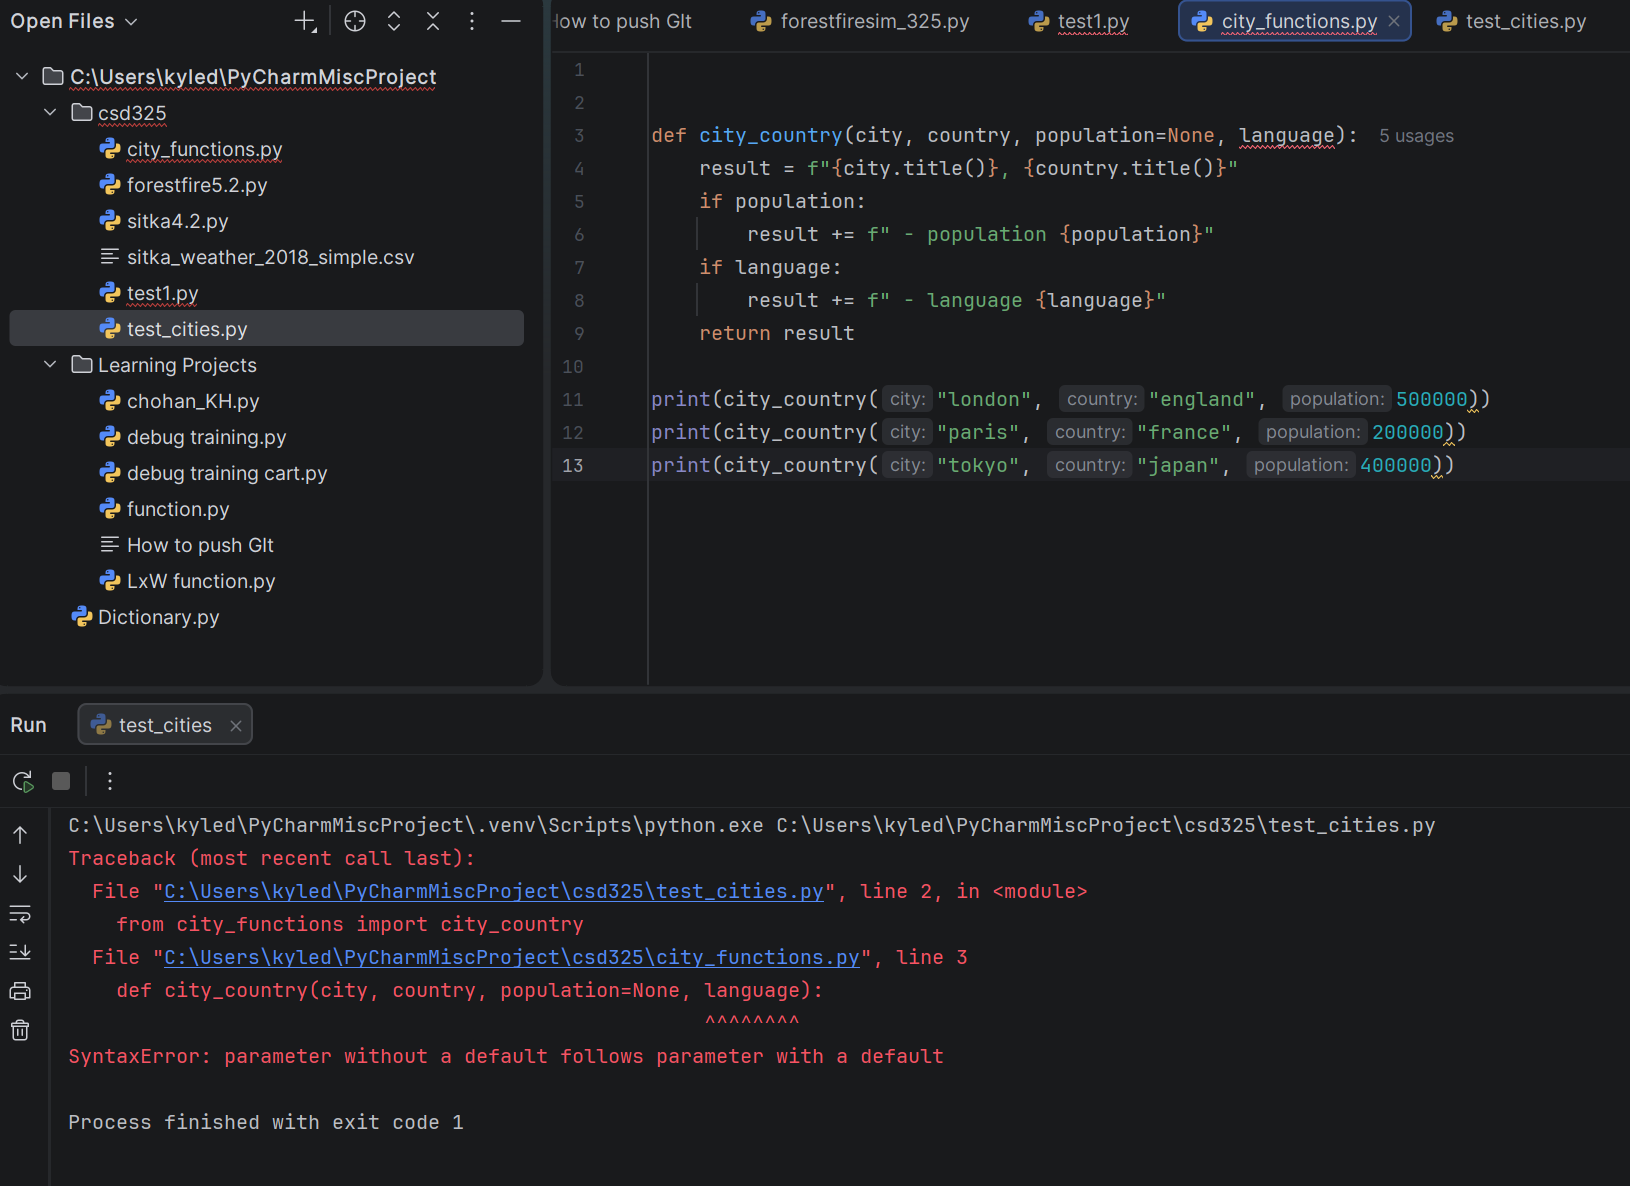 Open Files
C:\Users\kyled\PyCharmMiscProject
csd325
city_functions.py
forestfire5.2.py
sitka4.2.py
sitka_weather_2018_simple.csv
test1.py
test_cities.py
Learning Projects
chohan_KH.py
debug training.py
debug training cart.py
function.py
How to push GIt
LxW function.py
Dictionary.py
How to push GIt
forestfiresim_325.py
test1.py
city_functions.py
test_cities.py
1
2
3 def city_country(city, country, population=None, language): 5 usages
4 result = f"{city.title()}, {country.title()}"
5 if population:
6 result += f" - population {population}"
7 if language:
8 result += f" - language {language}"
9 return result
10
11 print(city_country( city: "london", country: "england", population: 500000))
12 print(city_country( city: "paris", country: "france", population: 200000))
13 print(city_country( city: "tokyo", country: "japan", population: 400000))
Run test_cities
C:\Users\kyled\PyCharmMiscProject\.venv\Scripts\python.exe C:\Users\kyled\PyCharmMiscProject\csd325\test_cities.py
Traceback (most recent call last):
File "C:\Users\kyled\PyCharmMiscProject\csd325\test_cities.py", line 2, in <module>
from city_functions import city_country
File "C:\Users\kyled\PyCharmMiscProject\csd325\city_functions.py", line 3
def city_country(city, country, population=None, language):
^^^^^^^^
SyntaxError: parameter without a default follows parameter with a default
Process finished with exit code 1